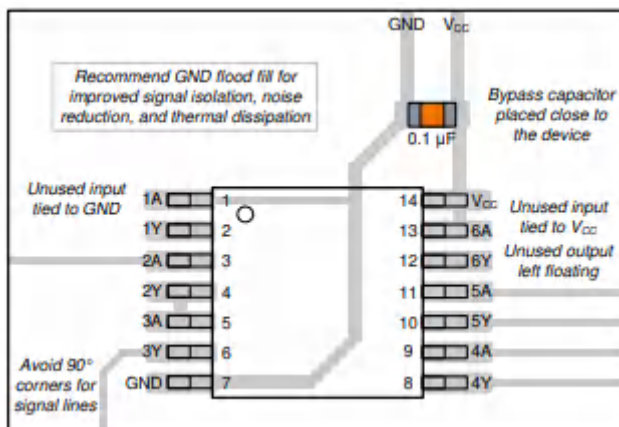 GND V_CC
Recommend GND flood fill for
improved signal isolation, noise
reduction, and thermal dissipation
Bypass capacitor
placed close to
the device
0.1 µF
Unused input
tied to GND
1A 1 14 V_CC
1Y 2 13 6A
2A 3 12 6Y
2Y 4 11 5A
3A 5 10 5Y
3Y 6 9 4A
GND 7 8 4Y
Unused input
tied to V_CC
Unused output
left floating
Avoid 90°
corners for
signal lines